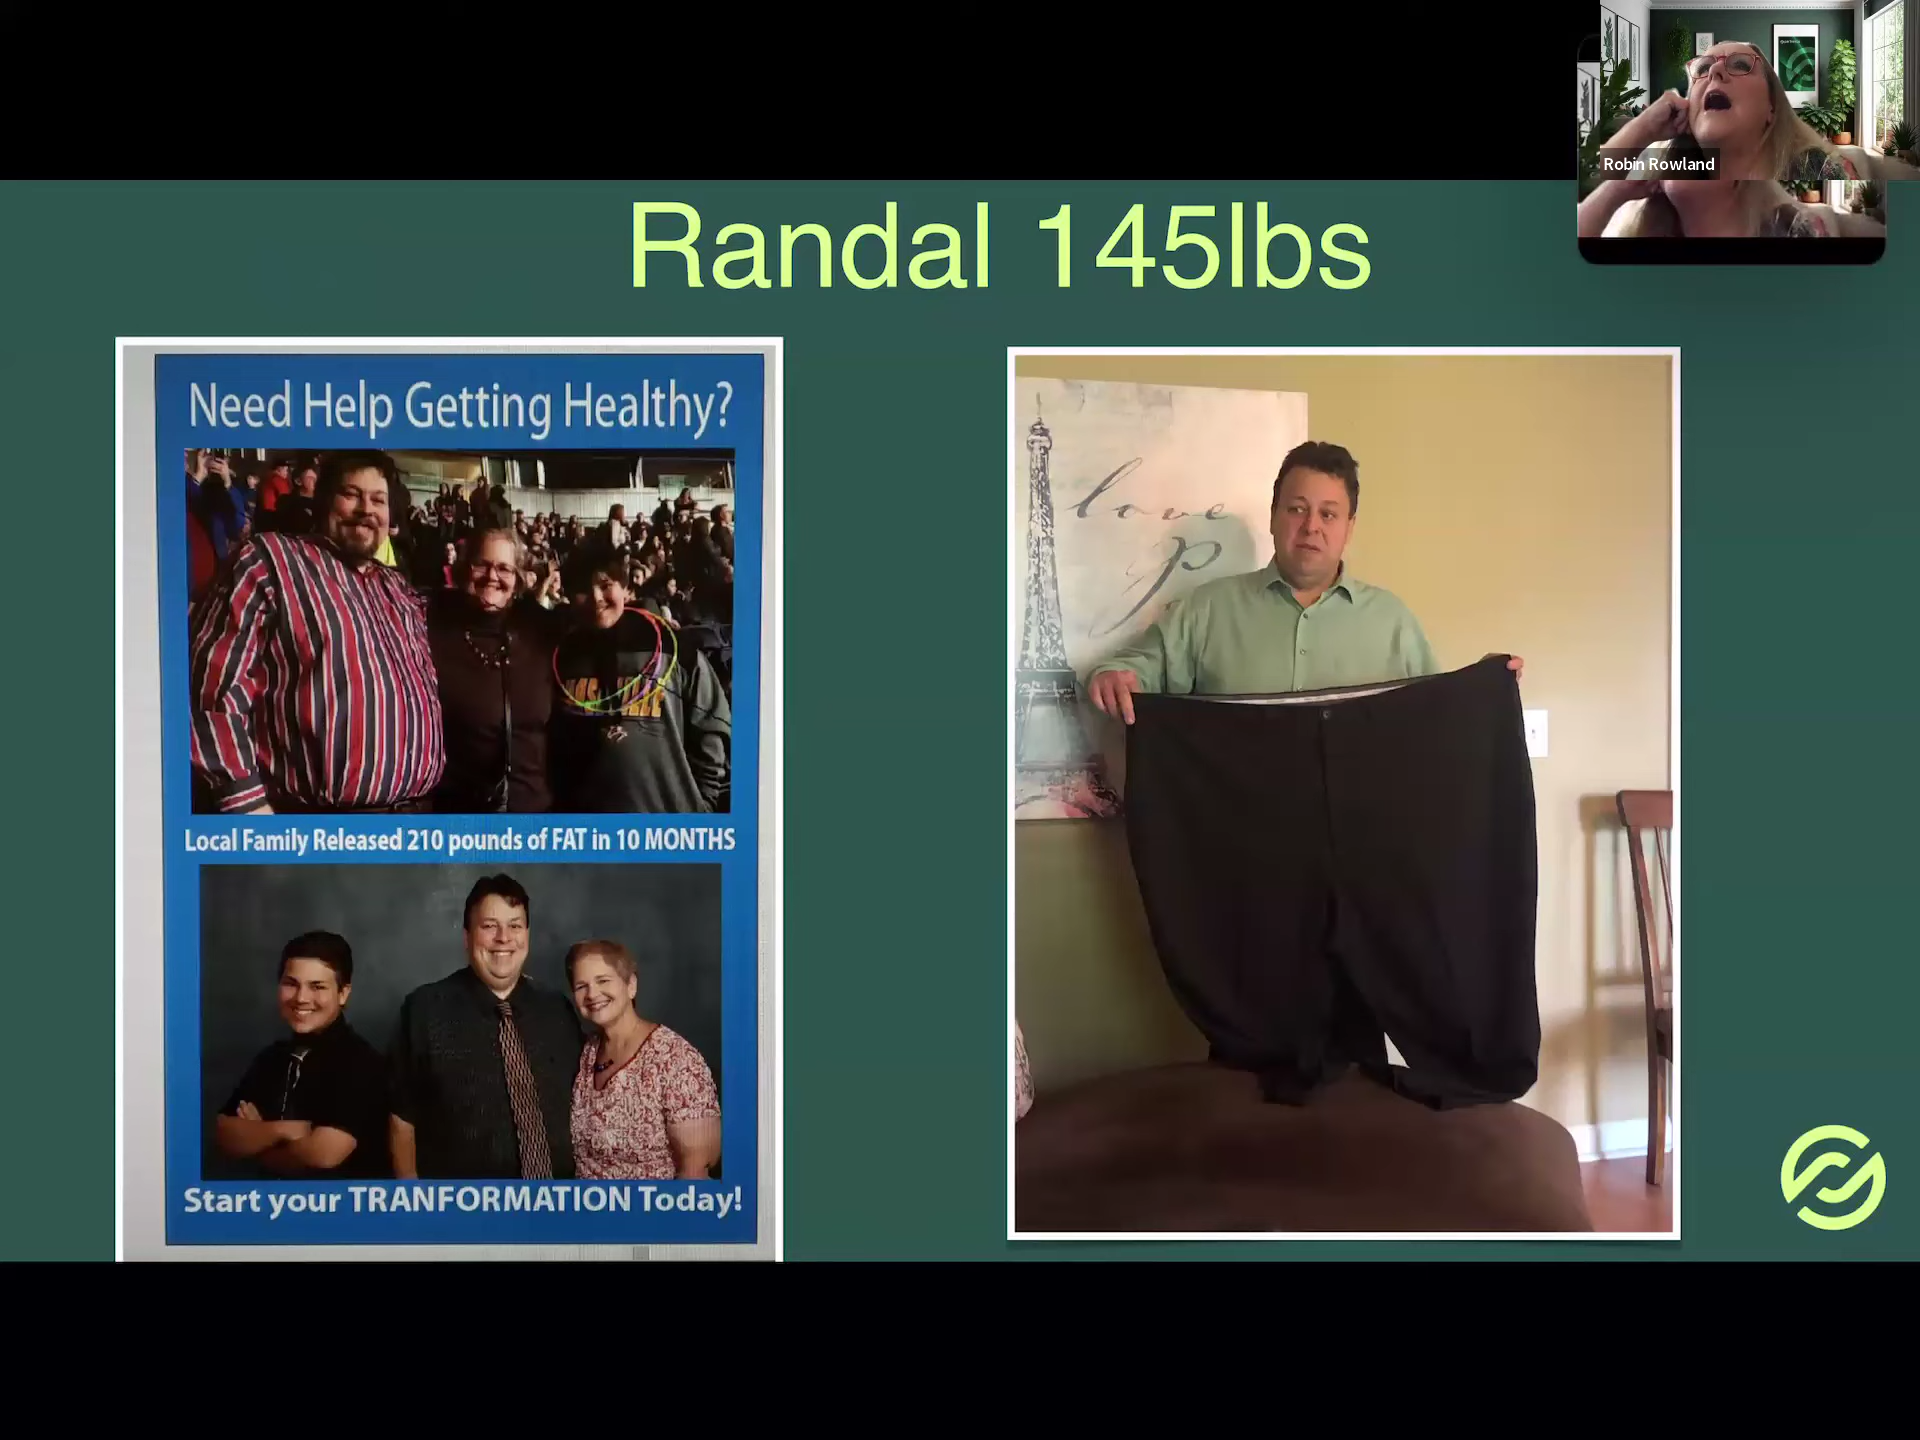 Robin Rowland
Randal 145lbs
Need Help Getting Healthy?
Local Family Released 210 pounds of FAT in 10 MONTHS
Start your TRANFORMATION Today!
love
P